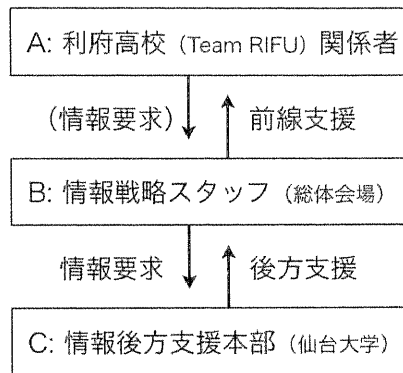 A: 利府高校（Team RIFU）関係者
（情報要求） 前線支援
B: 情報戦略スタッフ（総体会場）
情報要求 後方支援
C: 情報後方支援本部（仙台大学）